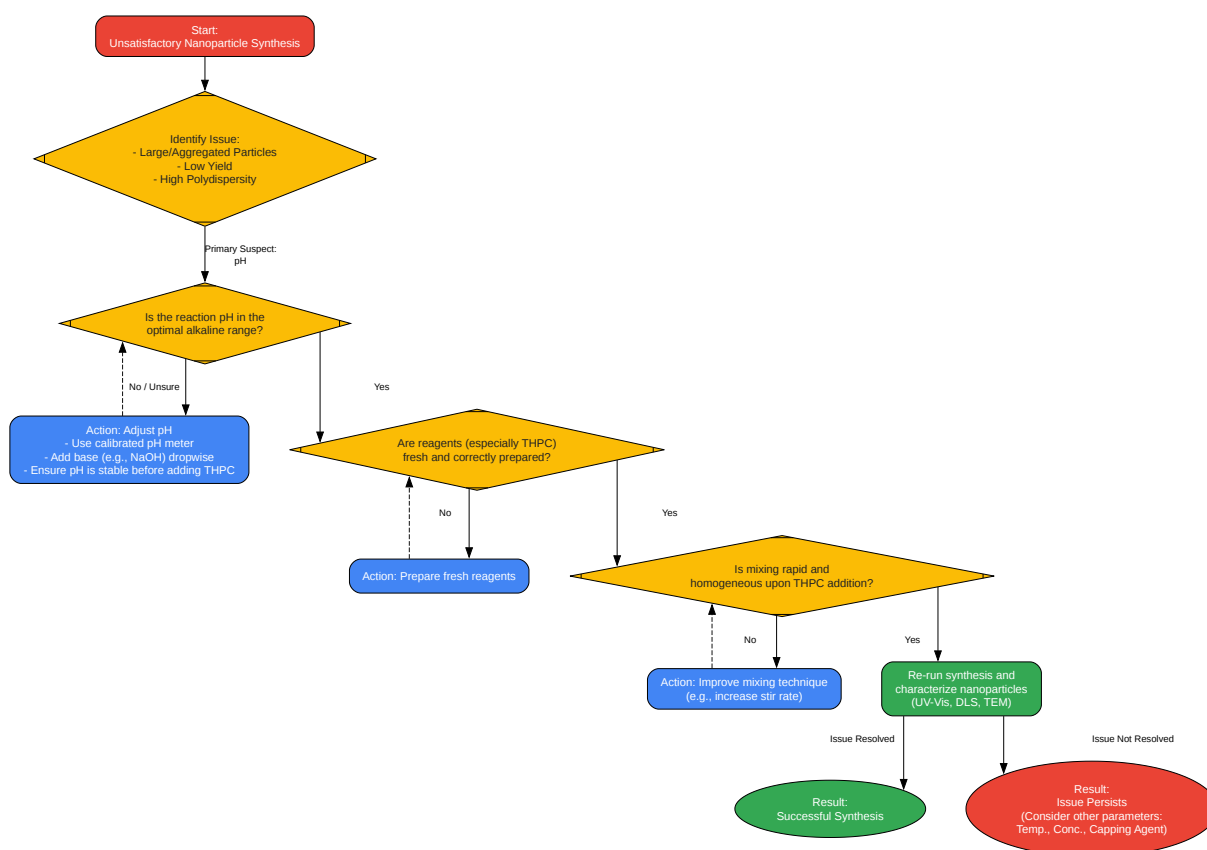 Start:
Unsatisfactory Nanoparticle Synthesis
Identify Issue:
- Large/Aggregated Particles
- Low Yield
- High Polydispersity
Primary Suspect:
pH
Is the reaction pH in the
optimal alkaline range?
No / Unsure
Yes
Action: Adjust pH
- Use calibrated pH meter
- Add base (e.g., NaOH) dropwise
- Ensure pH is stable before adding THPC
Are reagents (especially THPC)
fresh and correctly prepared?
No
Yes
Action: Prepare fresh reagents
Is mixing rapid and
homogeneous upon THPC addition?
No
Yes
Action: Improve mixing technique
(e.g., increase stir rate)
Re-run synthesis and
characterize nanoparticles
(UV-Vis, DLS, TEM)
Issue Resolved
Issue Not Resolved
Result:
Successful Synthesis
Result:
Issue Persists
(Consider other parameters:
Temp., Conc., Capping Agent)